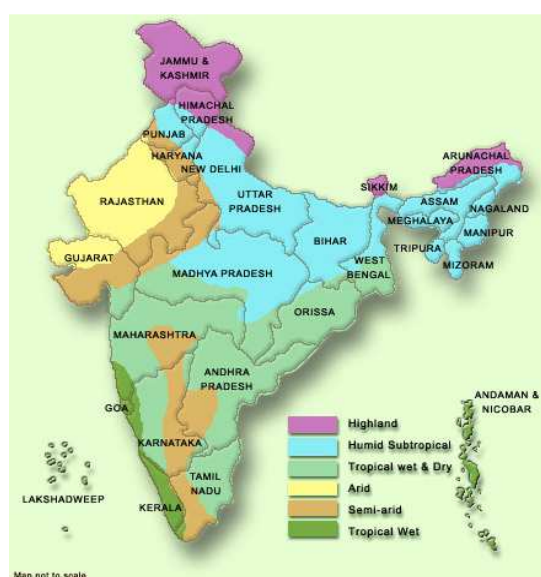 JAMMU &
KASHMIR
HIMACHAL
PRADESH
PUNJAB
HARYANA
NEW DELHI
RAJASTHAN
UTTAR
PRADESH
SIKKIM
ARUNACHAL
PRADESH
ASSAM
NAGALAND
MEGHALAYA
MANIPUR
TRIPURA
MIZORAM
BIHAR
WEST
BENGAL
GUJARAT
MADHYA PRADESH
ORISSA
MAHARASHTRA
ANDHRA
PRADESH
GOA
KARNATAKA
TAMIL
NADU
KERALA
LAKSHADWEEP
ANDAMAN &
NICOBAR
Highland
Humid Subtropical
Tropical wet & Dry
Arid
Semi-arid
Tropical Wet
Map not to scale